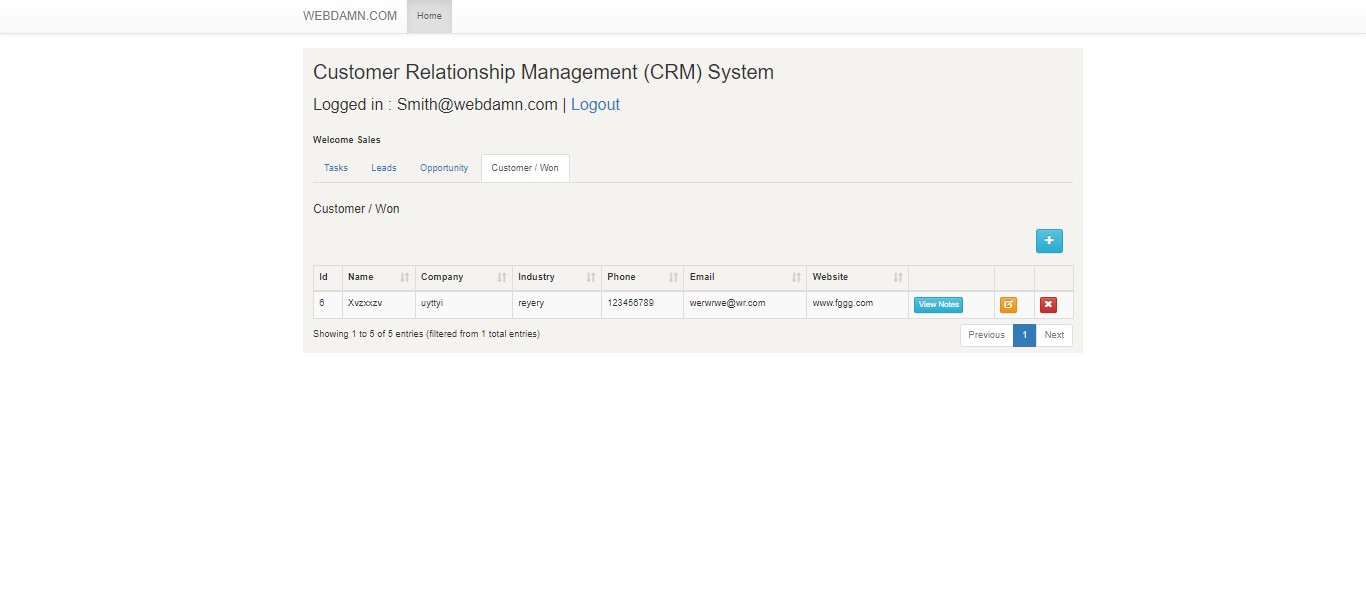 WEBDAMN.COM Home
Customer Relationship Management (CRM) System
Logged in : Smith@webdamn.com | Logout
Welcome Sales
Tasks Leads Opportunity Customer / Won
Customer / Won
+
Id Name Company Industry Phone Email Website
6 Xvzxxzv uyttyi reyery 123456789 werwrwe@wr.com www.fggg.com View Notes
Showing 1 to 5 of 5 entries (filtered from 1 total entries) Previous 1 Next